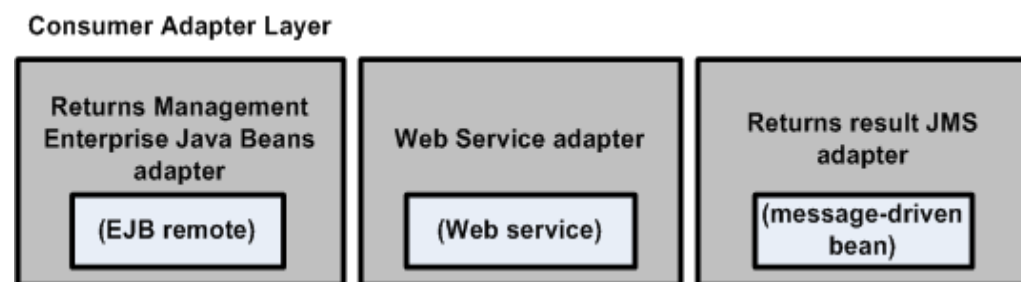 Consumer Adapter Layer
Returns Management
Enterprise Java Beans
adapter
(EJB remote)
Web Service adapter
(Web service)
Returns result JMS
adapter
(message-driven
bean)